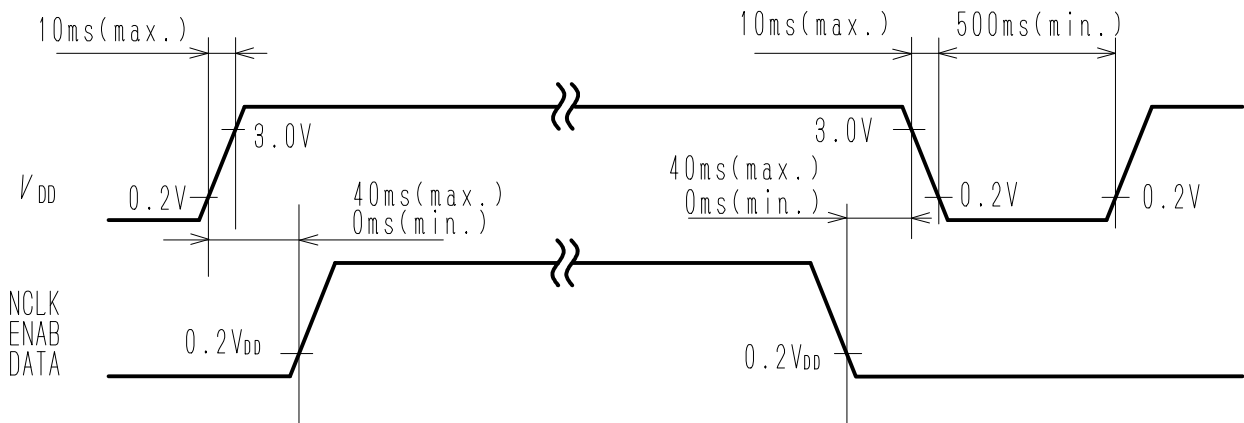 10ms(max.)
10ms(max.)
500ms(min.)
3.0V
3.0V
VDD
0.2V
40ms(max.)
0ms(min.)
40ms(max.)
0ms(min.)
0.2V
0.2V
NCLK
ENAB
DATA
0.2VDD
0.2VDD